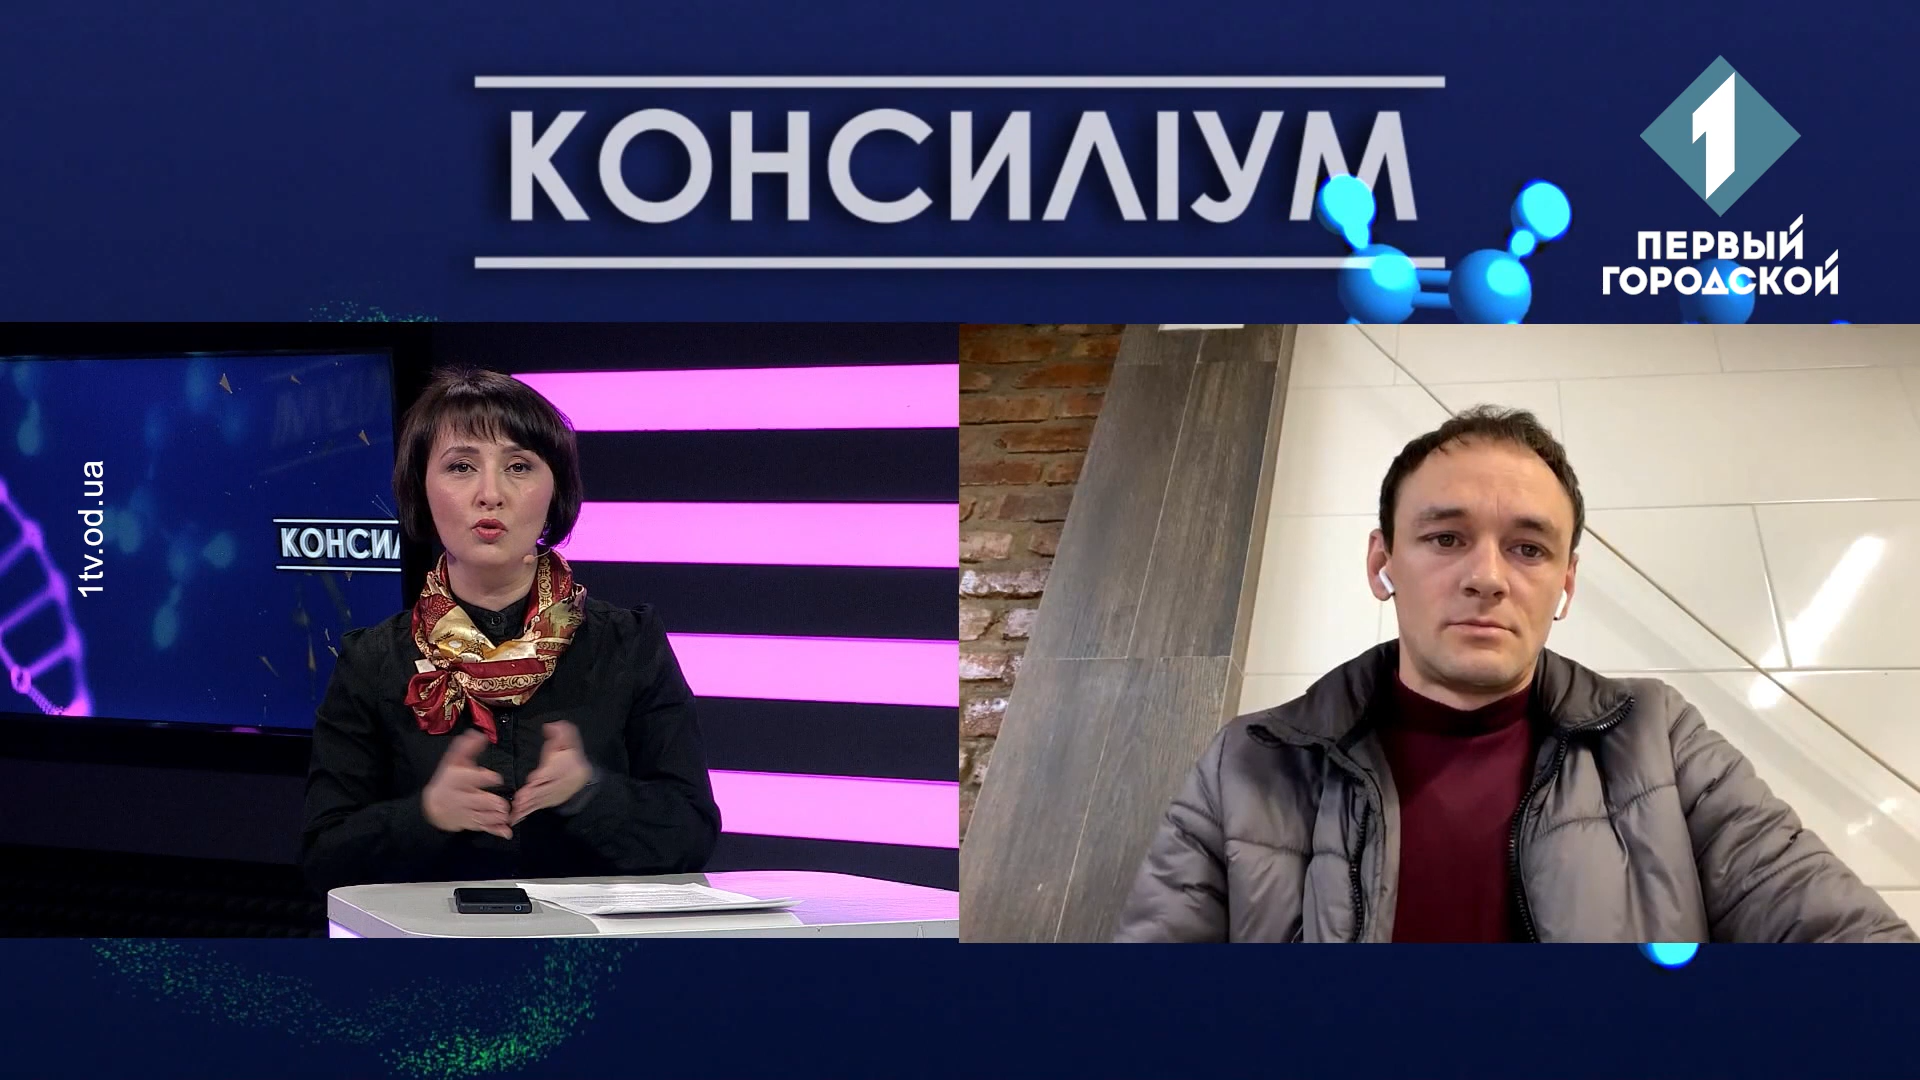 КОНСИЛІУМ
1
ПЕРВЫЙ
ГОРОДСКОЙ
1tv.od.ua
КОНСИЛ